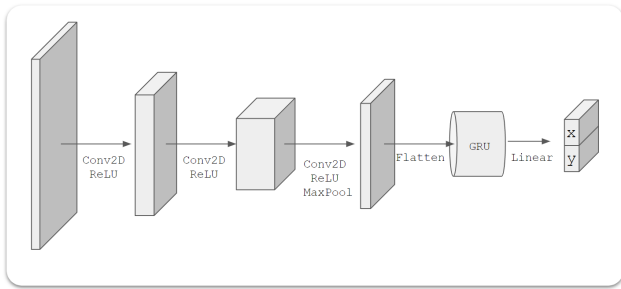 Conv2D
ReLU
Conv2D
ReLU
Conv2D
ReLU
MaxPool
Flatten
GRU
Linear
x
y